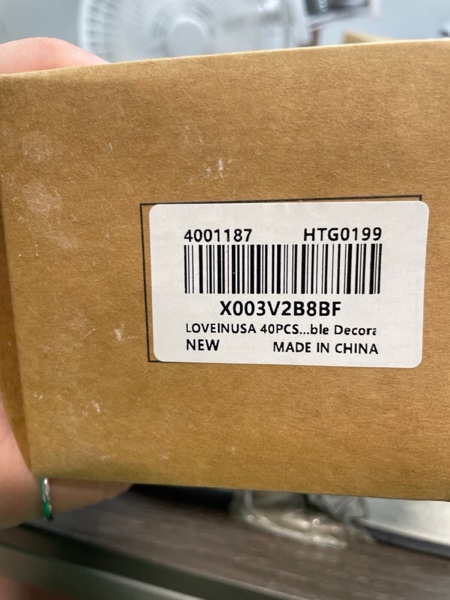 4001187 HTG0199
X003V2B8BF
LOVEINUSA 40PCS...ble Decora
NEW MADE IN CHINA